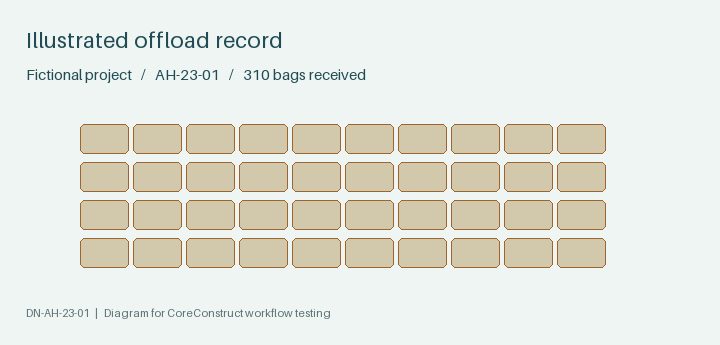 Illustrated offload record
Fictional project / AH-23-01 / 310 bags received
DN-AH-23-01 | Diagram for CoreConstruct workflow testing